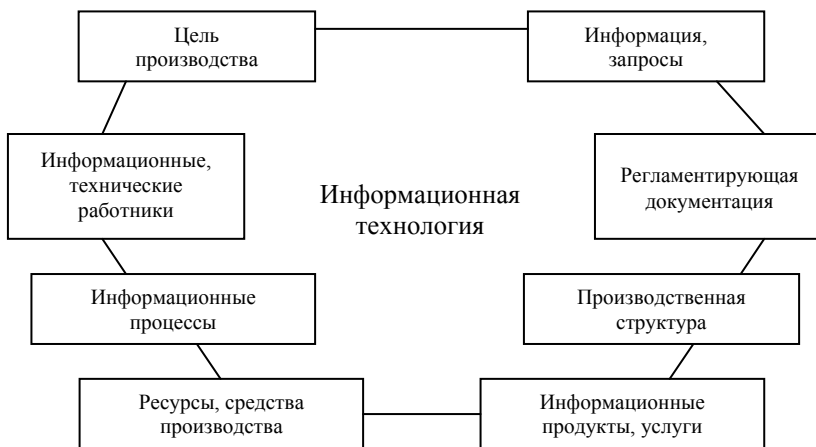 Цель
производства
Информация,
запросы
Информационные,
технические
работники
Информационная
технология
Регламентирующая
документация
Информационные
процессы
Производственная
структура
Ресурсы, средства
производства
Информационные
продукты, услуги